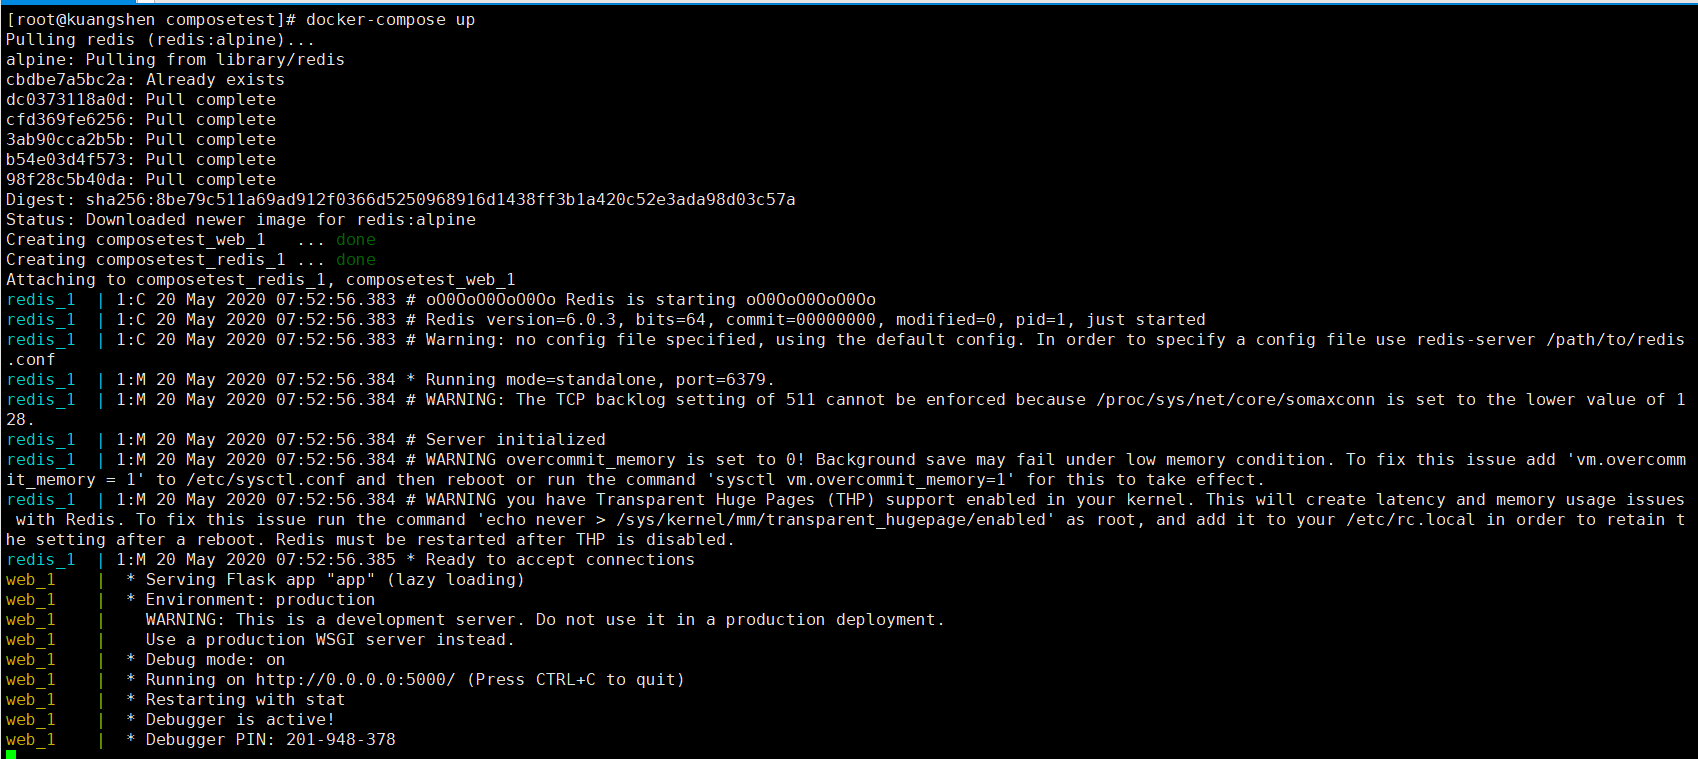 [root@kuangshen composetest]# docker-compose up
Pulling redis (redis:alpine)...
alpine: Pulling from library/redis
cbdbe7a5bc2a: Already exists
dc0373118a0d: Pull complete
cfd369fe6256: Pull complete
3ab90cca2b5b: Pull complete
b54e03d4f573: Pull complete
98f28c5b40da: Pull complete
Digest: sha256:8be79c511a69ad912f0366d5250968916d1438ff3b1a420c52e3ada98d03c57a
Status: Downloaded newer image for redis:alpine
Creating composetest_web_1   ... done
Creating composetest_redis_1 ... done
Attaching to composetest_redis_1, composetest_web_1
redis_1  | 1:C 20 May 2020 07:52:56.383 # oO0OoO0OoO0Oo Redis is starting oO0OoO0OoO0Oo
redis_1  | 1:C 20 May 2020 07:52:56.383 # Redis version=6.0.3, bits=64, commit=00000000, modified=0, pid=1, just started
redis_1  | 1:C 20 May 2020 07:52:56.383 # Warning: no config file specified, using the default config. In order to specify a config file use redis-server /path/to/redis
.conf
redis_1  | 1:M 20 May 2020 07:52:56.384 * Running mode=standalone, port=6379.
redis_1  | 1:M 20 May 2020 07:52:56.384 # WARNING: The TCP backlog setting of 511 cannot be enforced because /proc/sys/net/core/somaxconn is set to the lower value of 1
28.
redis_1  | 1:M 20 May 2020 07:52:56.384 # Server initialized
redis_1  | 1:M 20 May 2020 07:52:56.384 # WARNING overcommit_memory is set to 0! Background save may fail under low memory condition. To fix this issue add 'vm.overcomm
it_memory = 1' to /etc/sysctl.conf and then reboot or run the command 'sysctl vm.overcommit_memory=1' for this to take effect.
redis_1  | 1:M 20 May 2020 07:52:56.384 # WARNING you have Transparent Huge Pages (THP) support enabled in your kernel. This will create latency and memory usage issues
 with Redis. To fix this issue run the command 'echo never > /sys/kernel/mm/transparent_hugepage/enabled' as root, and add it to your /etc/rc.local in order to retain t
he setting after a reboot. Redis must be restarted after THP is disabled.
redis_1  | 1:M 20 May 2020 07:52:56.385 * Ready to accept connections
web_1    |  * Serving Flask app "app" (lazy loading)
web_1    |  * Environment: production
web_1    |    WARNING: This is a development server. Do not use it in a production deployment.
web_1    |    Use a production WSGI server instead.
web_1    |  * Debug mode: on
web_1    |  * Running on http://0.0.0.0:5000/ (Press CTRL+C to quit)
web_1    |  * Restarting with stat
web_1    |  * Debugger is active!
web_1    |  * Debugger PIN: 201-948-378